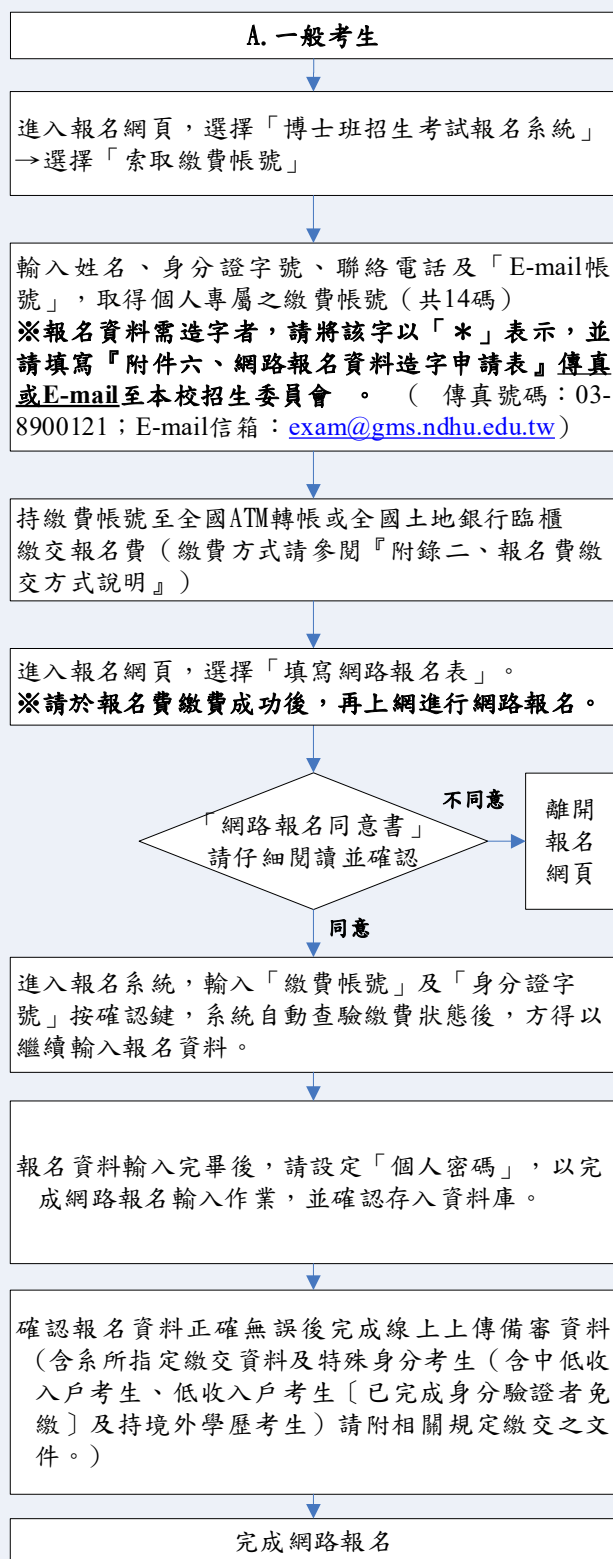 A.一般考生
進入報名網頁，選擇「博士班招生考試報名系統」
→選擇「索取繳費帳號」
輸入姓名、身分證字號、聯絡電話及「E-mail帳
號」，取得個人專屬之繳費帳號（共14碼）
※報名資料需造字者，請將該字以「＊」表示，並
請填寫『附件六、網路報名資料造字申請表』傳真
或E-mail至本校招生委員會 。 （ 傳真號碼：03-
8900121；E-mail信箱：exam@gms.ndhu.edu.tw）
持繳費帳號至全國ATM轉帳或全國土地銀行臨櫃
繳交報名費（繳費方式請參閱『附錄二、報名費繳
交方式說明』）
進入報名網頁，選擇「填寫網路報名表」。
※請於報名費繳費成功後，再上網進行網路報名。
「網路報名同意書」
請仔細閱讀並確認
不同意
離開
報名
網頁
同意
進入報名系統，輸入「繳費帳號」及「身分證字
號」按確認鍵，系統自動查驗繳費狀態後，方得以
繼續輸入報名資料。
報名資料輸入完畢後，請設定「個人密碼」，以完
成網路報名輸入作業，並確認存入資料庫。
確認報名資料正確無誤後完成線上上傳備審資料
（含系所指定繳交資料及特殊身分考生（含中低收
入戶考生、低收入戶考生〔已完成身分驗證者免
繳〕及持境外學歷考生）請附相關規定繳交之文
件。）
完成網路報名